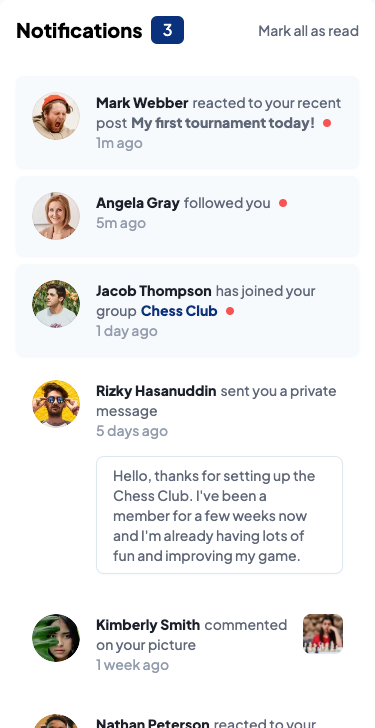 Notifications 3 Mark all as read
Mark Webber reacted to your recent
post My first tournament today!
1m ago
Angela Gray followed you
5m ago
Jacob Thompson has joined your
group Chess Club
1 day ago
Rizky Hasanuddin sent you a private
message
5 days ago
Hello, thanks for setting up the
Chess Club. I've been a
member for a few weeks now
and I'm already having lots of
fun and improving my game.
Kimberly Smith commented
on your picture
1 week ago
Nathan Peterson reacted to your